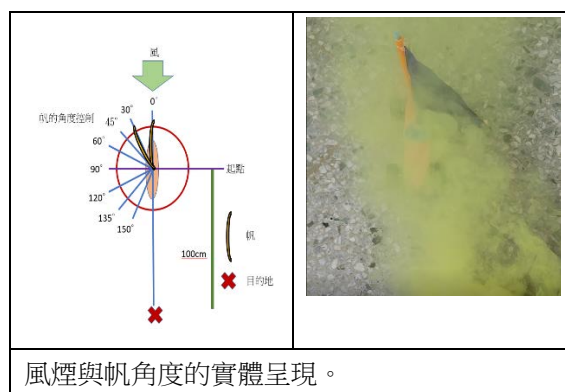 風
0°
30°
帆的角度控制
45°
60°
90°
起點
120°
135°
150°
帆
100cm
目的地
風煙與帆角度的實體呈現。